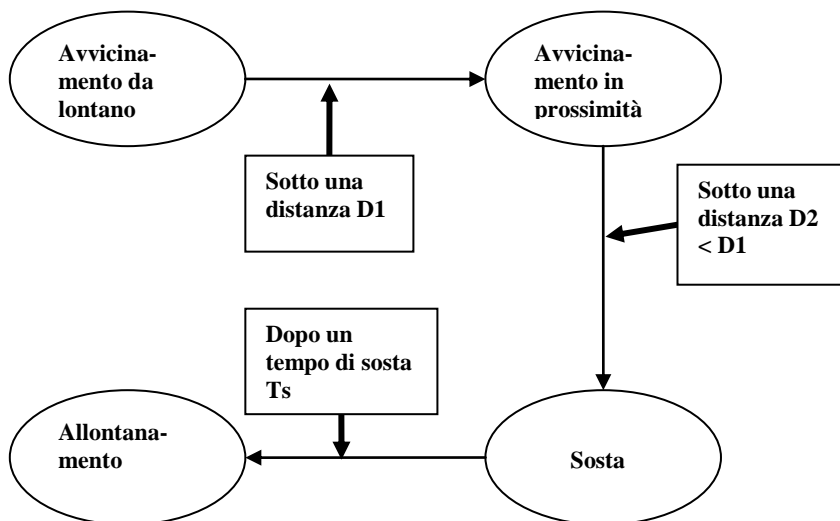 Avvicina-
mento da
lontano
Avvicina-
mento in
prossimità
Sotto una
distanza D1
Sotto una
distanza D2
< D1
Dopo un
tempo di sosta
Ts
Allontana-
mento
Sosta